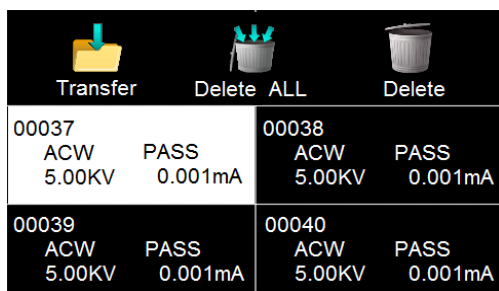 Transfer Delete ALL Delete
00037 00038
ACW PASS ACW PASS
5.00KV 0.001mA 5.00KV 0.001mA
00039 00040
ACW PASS ACW PASS
5.00KV 0.001mA 5.00KV 0.001mA